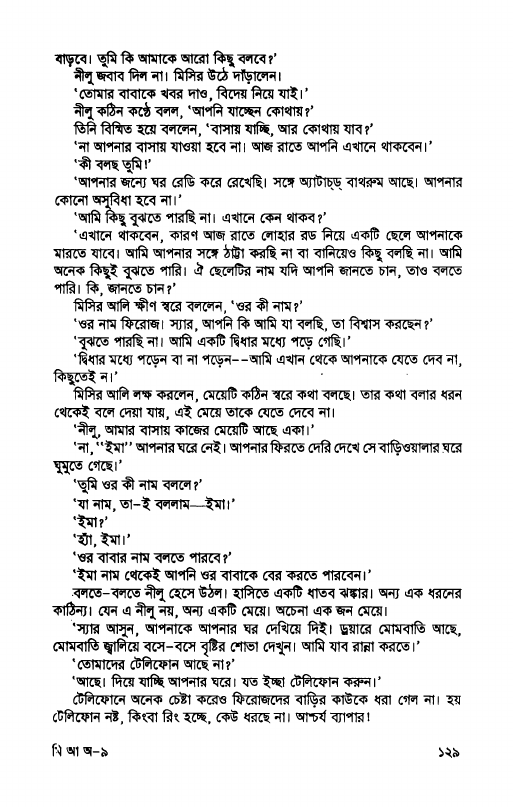 বাড়বে। তুমি কি আমাকে আরো কিছু বলবে?’
নীলু জবাব দিল না। মিসির উঠে দাঁড়ালেন।
‘তোমার বাবাকে খবর দাও, বিদেয় নিয়ে যাই।’
নীলু কঠিন কণ্ঠে বলল, ‘আপনি যাচ্ছেন কোথায়?’
তিনি বিস্মিত হয়ে বললেন, ‘বাসায় যাচ্ছি, আর কোথায় যাব?’
‘না আপনার বাসায় যাওয়া হবে না। আজ রাতে আপনি এখানে থাকবেন।’
‘কী বলছ তুমি!’
‘আপনার জন্যে ঘর রেডি করে রেখেছি। সঙ্গে অ্যাটাচ্‌ড্ বাথরুম আছে। আপনার
কোনো অসুবিধা হবে না।’
‘আমি কিছু বুঝতে পারছি না। এখানে কেন থাকব?’
‘এখানে থাকবেন, কারণ আজ রাতে লোহার রড নিয়ে একটি ছেলে আপনাকে
মারতে যাবে। আমি আপনার সঙ্গে ঠাট্টা করছি না বা বানিয়েও কিছু বলছি না। আমি
অনেক কিছুই বুঝতে পারি। ঐ ছেলেটির নাম যদি আপনি জানতে চান, তাও বলতে
পারি। কি, জানতে চান?’
মিসির আলি ক্ষীণ স্বরে বললেন, ‘ওর কী নাম?’
‘ওর নাম ফিরোজ। স্যার, আপনি কি আমি যা বলছি, তা বিশ্বাস করছেন?’
‘বুঝতে পারছি না। আমি একটি দ্বিধার মধ্যে পড়ে গেছি।’
‘দ্বিধার মধ্যে পড়েন বা না পড়েন--আমি এখান থেকে আপনাকে যেতে দেব না,
কিছুতেই ন।’
মিসির আলি লক্ষ করলেন, মেয়েটি কঠিন স্বরে কথা বলছে। তার কথা বলার ধরন
থেকেই বলে দেয়া যায়, এই মেয়ে তাকে যেতে দেবে না।
‘নীলু, আমার বাসায় কাজের মেয়েটি আছে একা।’
‘না, ‘‘ইমা’’ আপনার ঘরে নেই। আপনার ফিরতে দেরি দেখে সে বাড়িওয়ালার ঘরে
ঘুমুতে গেছে।’
‘তুমি ওর কী নাম বললে?’
‘যা নাম, তা-ই বললাম—ইমা।’
‘ইমা?’
‘হ্যাঁ, ইমা।’
‘ওর বাবার নাম বলতে পারবে?’
‘ইমা নাম থেকেই আপনি ওর বাবাকে বের করতে পারবেন।’
বলতে-বলতে নীলু হেসে উঠল। হাসিতে একটি ধাতব ঝঙ্কার। অন্য এক ধরনের
কাঠিন্য। যেন এ নীলু নয়, অন্য একটি মেয়ে। অচেনা এক জন মেয়ে।
‘স্যার আসুন, আপনাকে আপনার ঘর দেখিয়ে দিই। ড্রয়ারে মোমবাতি আছে,
মোমবাতি জ্বালিয়ে বসে-বসে বৃষ্টির শোভা দেখুন। আমি যাব রান্না করতে।’
‘তোমাদের টেলিফোন আছে না?’
‘আছে। দিয়ে যাচ্ছি আপনার ঘরে। যত ইচ্ছা টেলিফোন করুন।’
টেলিফোনে অনেক চেষ্টা করেও ফিরোজদের বাড়ির কাউকে ধরা গেল না। হয়
টেলিফোন নষ্ট, কিংবা রিং হচ্ছে, কেউ ধরছে না। আশ্চর্য ব্যাপার!
মি আ অ-৯ ১২৯